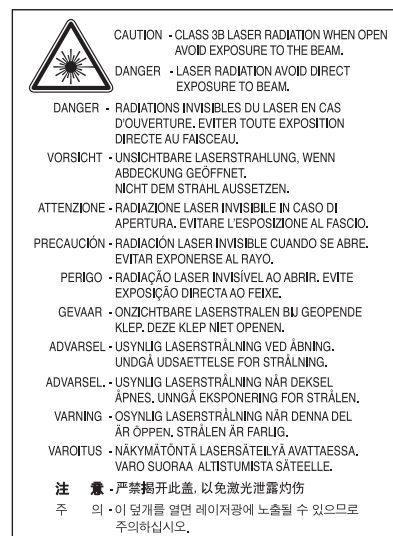 CAUTION - CLASS 3B LASER RADIATION WHEN OPEN
AVOID EXPOSURE TO THE BEAM.
DANGER - LASER RADIATION AVOID DIRECT
EXPOSURE TO BEAM.
DANGER - RADIATIONS INVISIBLES DU LASER EN CAS
D'OUVERTURE. EVITER TOUTE EXPOSITION
DIRECTE AU FAISCEAU.
VORSICHT - UNSICHTBARE LASERSTRAHLUNG, WENN
ABDECKUNG GEÖFFNET.
NICHT DEM STRAHL AUSSETZEN.
ATTENZIONE - RADIAZIONE LASER INVISIBILE IN CASO DI
APERTURA. EVITARE L'ESPOSIZIONE AL FASCIO.
PRECAUCIÓN - RADIACIÓN LASER INVISIBLE CUANDO SE ABRE.
EVITAR EXPONERSE AL RAYO.
PERIGO - RADIAÇÃO LASER INVISÍVEL AO ABRIR. EVITE
EXPOSIÇÃO DIRECTA AO FEIXE.
GEVAAR - ONZICHTBARE LASERSTRALEN BIJ GEOPENDE
KLEP. DEZE KLEP NIET OPENEN.
ADVARSEL - USYNLIG LASERSTRÅLNING VED ÅBNING.
UNDGÅ UDSAETTELSE FOR STRÅLNING.
ADVARSEL. - USYNLIG LASERSTRÅLNING NÅR DEKSEL
ÅPNES. UNNGÅ EKSPONERING FOR STRÅLEN.
VARNING - OSYNLIG LASERSTRÅLNING NÄR DENNA DEL
ÄR ÖPPEN. STRÅLEN ÄR FARLIG.
VAROITUS - NÄKYMÄTÖNTÄ LASERSÄTEILYÄ AVATTAESSA.
VARO SUORAA ALTISTUMISTA SÄTEELLE.
注 意 - 严禁揭开此盖, 以免激光泄露灼伤
주 의 - 이 덮개를 열면 레이저광에 노출될 수 있으므로
주의하십시오.